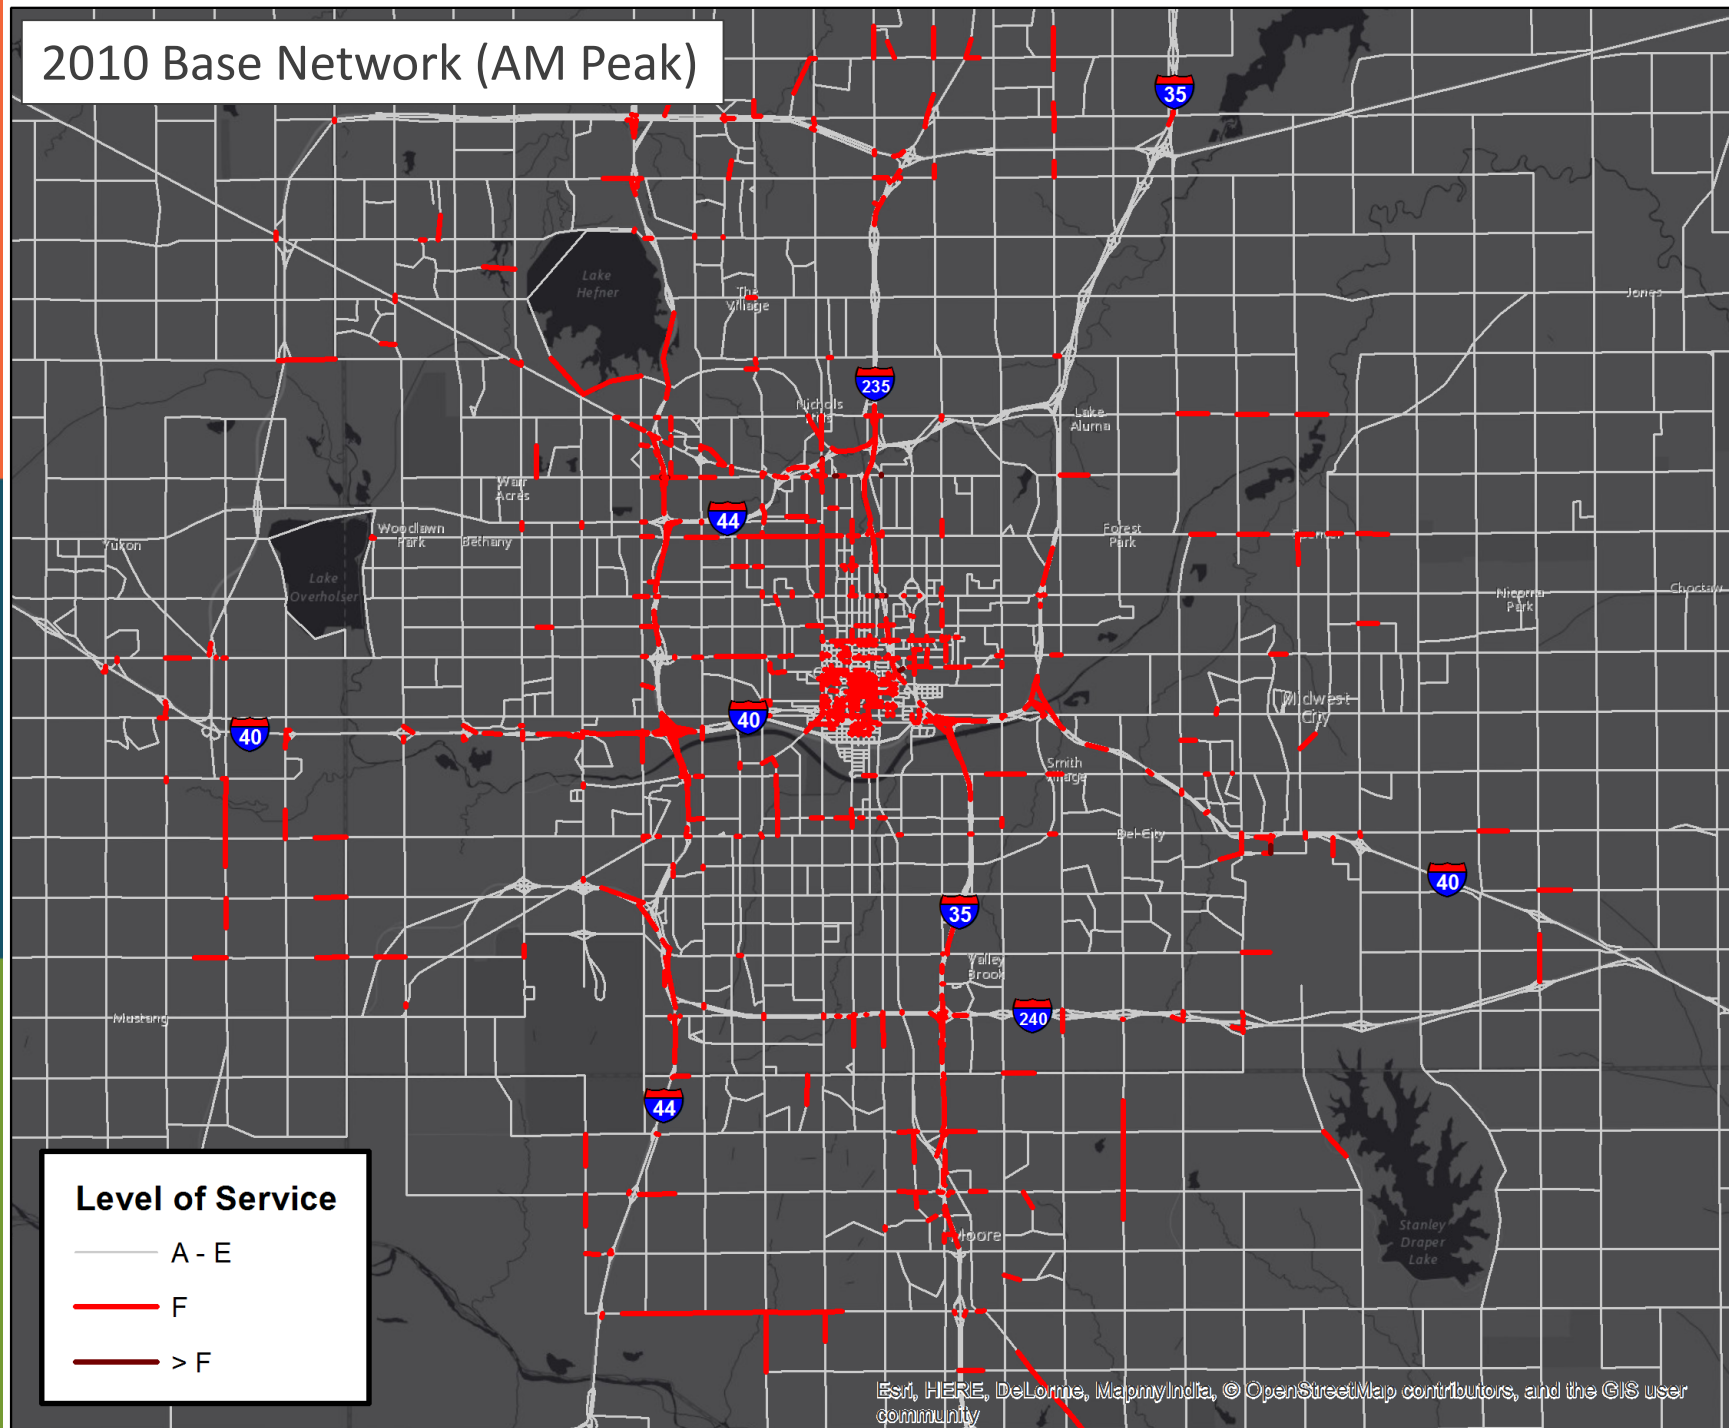 2010 Base Network (AM Peak)
35
Lake
Hefner
The
Village
Jones
235
Nichols
Lake
Aluma
Warr
Acres
44
Woodlawn
Park
Bethany
Forest
Park
Yukon
Lake
Overholser
Nicoma
Park
Choctaw
Midwest
City
40
40
Smith
Village
Del City
40
35
Valley
Brook
Mustang
240
44
Moore
Stanley
Draper
Lake
Level of Service
A - E
F
> F
Esri, HERE, DeLorme, MapmyIndia, © OpenStreetMap contributors, and the GIS user
community